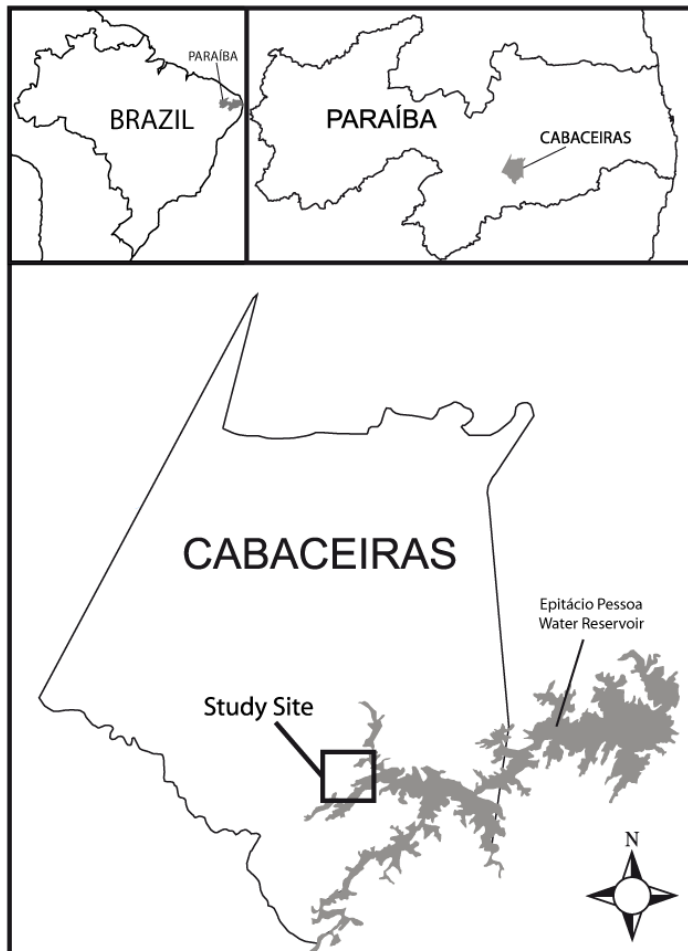 PARAÍBA
BRAZIL
PARAÍBA
CABACEIRAS
CABACEIRAS
Epitácio Pessoa
Water Reservoir
Study Site
N